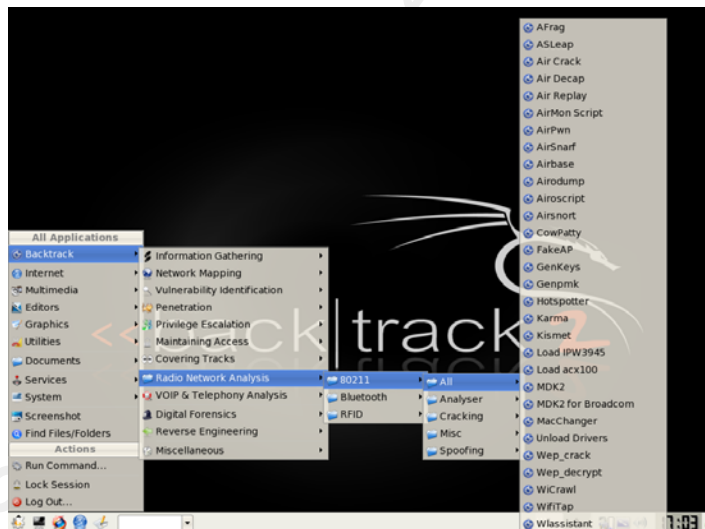 All Applications
Backtrack
Internet
Multimedia
Editors
Graphics
Utilities
Documents
Services
System
Screenshot
Find Files/Folders
Actions
Run Command...
Lock Session
Log Out...
Information Gathering
Network Mapping
Vulnerability Identification
Penetration
Privilege Escalation
Maintaining Access
Covering Tracks
Radio Network Analysis
VOIP & Telephony Analysis
Digital Forensics
Reverse Engineering
Miscellaneous
80211
Bluetooth
RFID
All
Analyser
Cracking
Misc
Spoofing
AFrag
ASLeap
Air Crack
Air Decap
Air Replay
AirMon Script
AirPwn
AirSnarf
Airbase
Airodump
Airoscript
Airsnort
CowPatty
FakeAP
GenKeys
Genpmk
Hotspotter
Karma
Kismet
Load IPW3945
Load acx100
MDK2
MDK2 for Broadcom
MacChanger
Unload Drivers
Wep_crack
Wep_decrypt
WiCrawl
WifiTap
Wlassistant
<<back|track 2